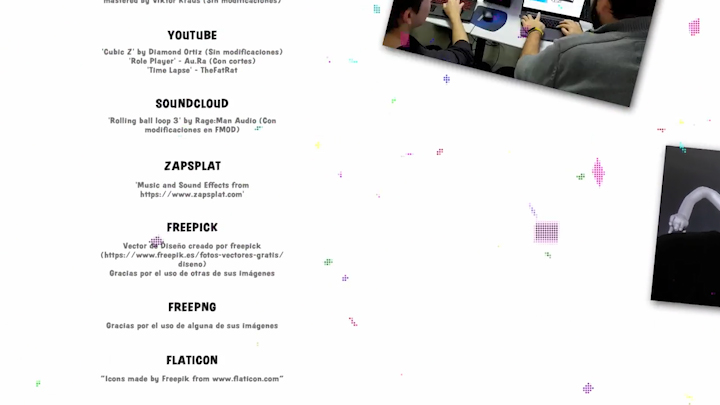 mastered by Viktor Kraus (Sin modificaciones)
YOUTUBE
'Cubic Z' by Diamond Ortiz (Sin modificaciones)
'Role Player' - Au.Ra (Con cortes)
'Time Lapse' - TheFatRat
SOUNDCLOUD
'Rolling ball loop 3' by Rage:Man Audio (Con
modificaciones en FMOD)
ZAPSPLAT
'Music and Sound Effects from
https://www.zapsplat.com'
FREEPICK
Vector de Diseño creado por freepick
(https://www.freepik.es/fotos-vectores-gratis/
diseno)
Gracias por el uso de otras de sus imágenes
FREEPNG
Gracias por el uso de alguna de sus imágenes
FLATICON
"Icons made by Freepik from www.flaticon.com"